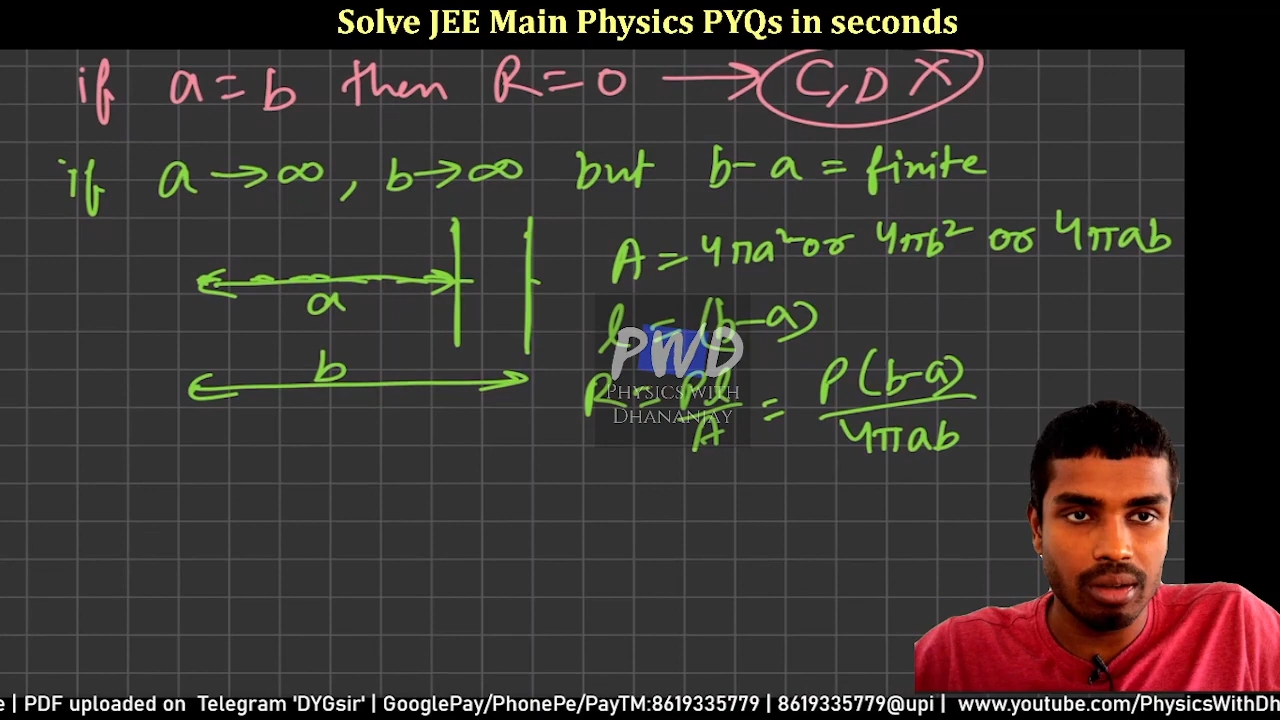 Solve JEE Main Physics PYQs in seconds
if a = b then R = 0 → C, D X
if a → ∞, b → ∞ but b - a = finite
A = 4πa² or 4πb² or 4πab
a
l = (b-a)
b
R = ρl/A = ρ(b-a)/4πab
PWD
PHYSICS WITH
DHANANJAY
| PDF uploaded on Telegram 'DYGsir' | GooglePay/PhonePe/PayTM:8619335779 | 8619335779@upi | www.youtube.com/PhysicsWithDh